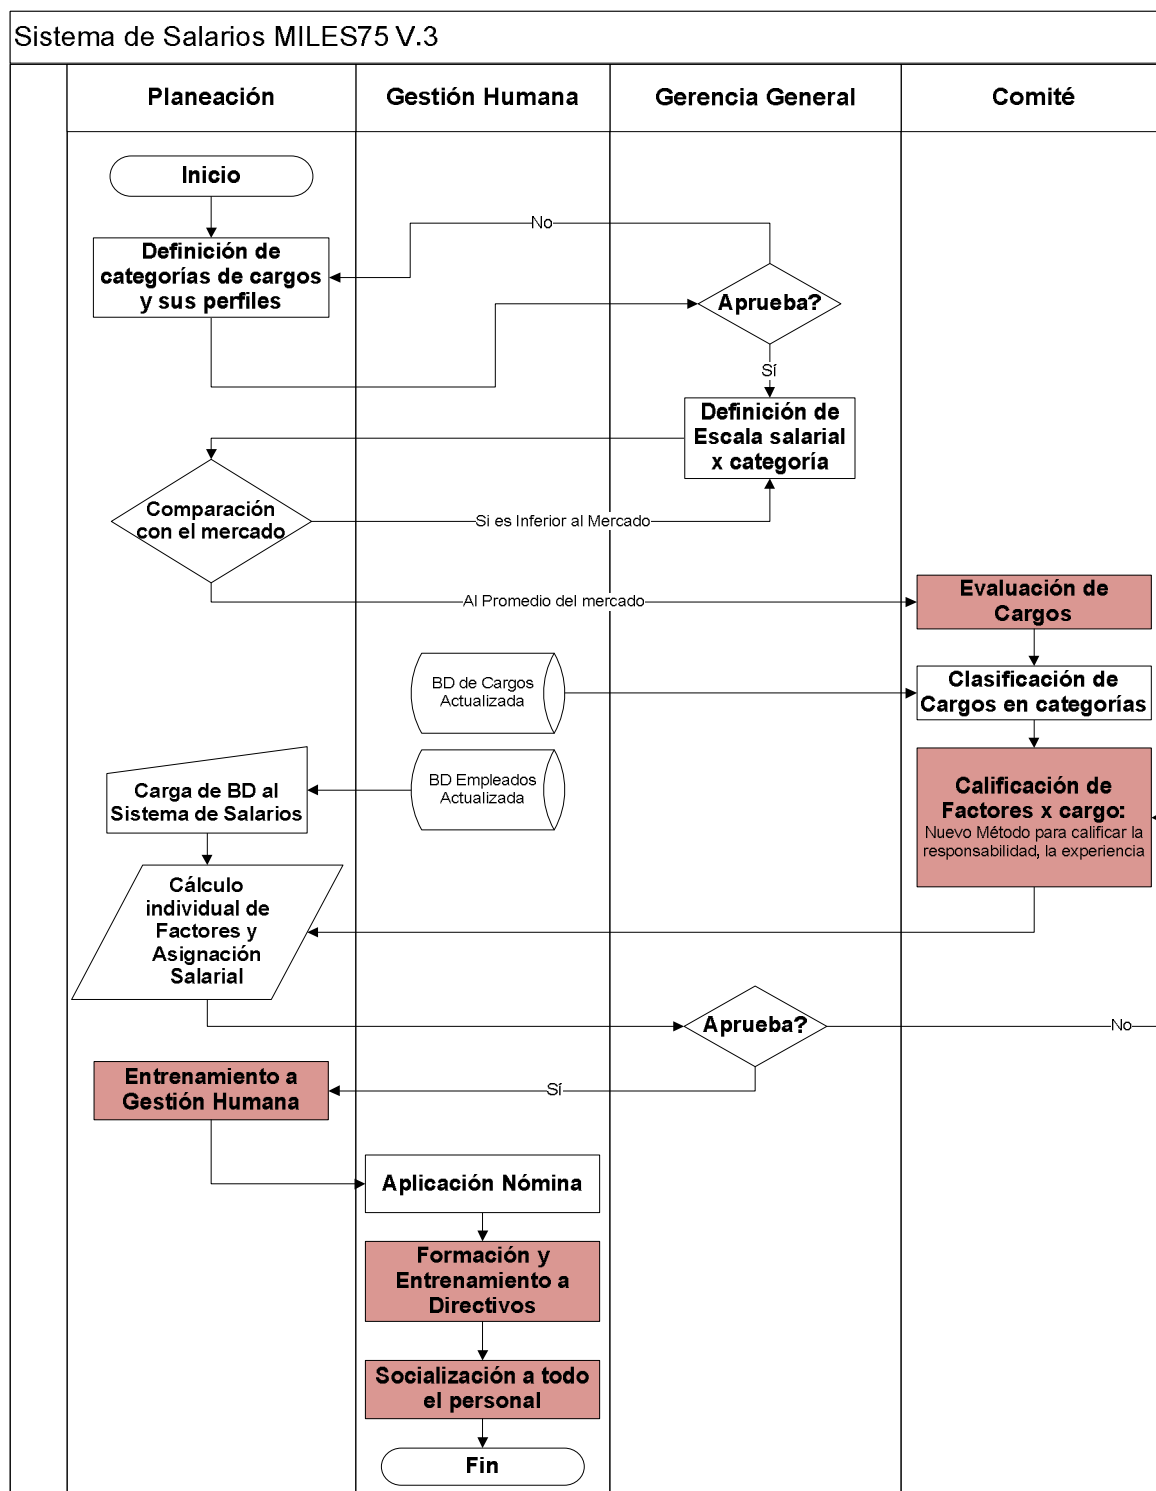 Sistema de Salarios MILES75 V.3
Planeación
Gestión Humana
Gerencia General
Comité
Inicio
No
Definición de
categorías de cargos
y sus perfiles
Aprueba?
Sí
Definición de
Escala salarial
x categoría
Comparación
con el mercado
Si es Inferior al Mercado
Al Promedio del mercado
Evaluación de
Cargos
BD de Cargos
Actualizada
Clasificación de
Cargos en categorías
BD Empleados
Actualizada
Carga de BD al
Sistema de Salarios
Calificación de
Factores x cargo:
Nuevo Método para calificar la
responsabilidad, la experiencia
Cálculo
individual de
Factores y
Asignación
Salarial
Aprueba?
No
Sí
Entrenamiento a
Gestión Humana
Aplicación Nómina
Formación y
Entrenamiento a
Directivos
Socialización a todo
el personal
Fin